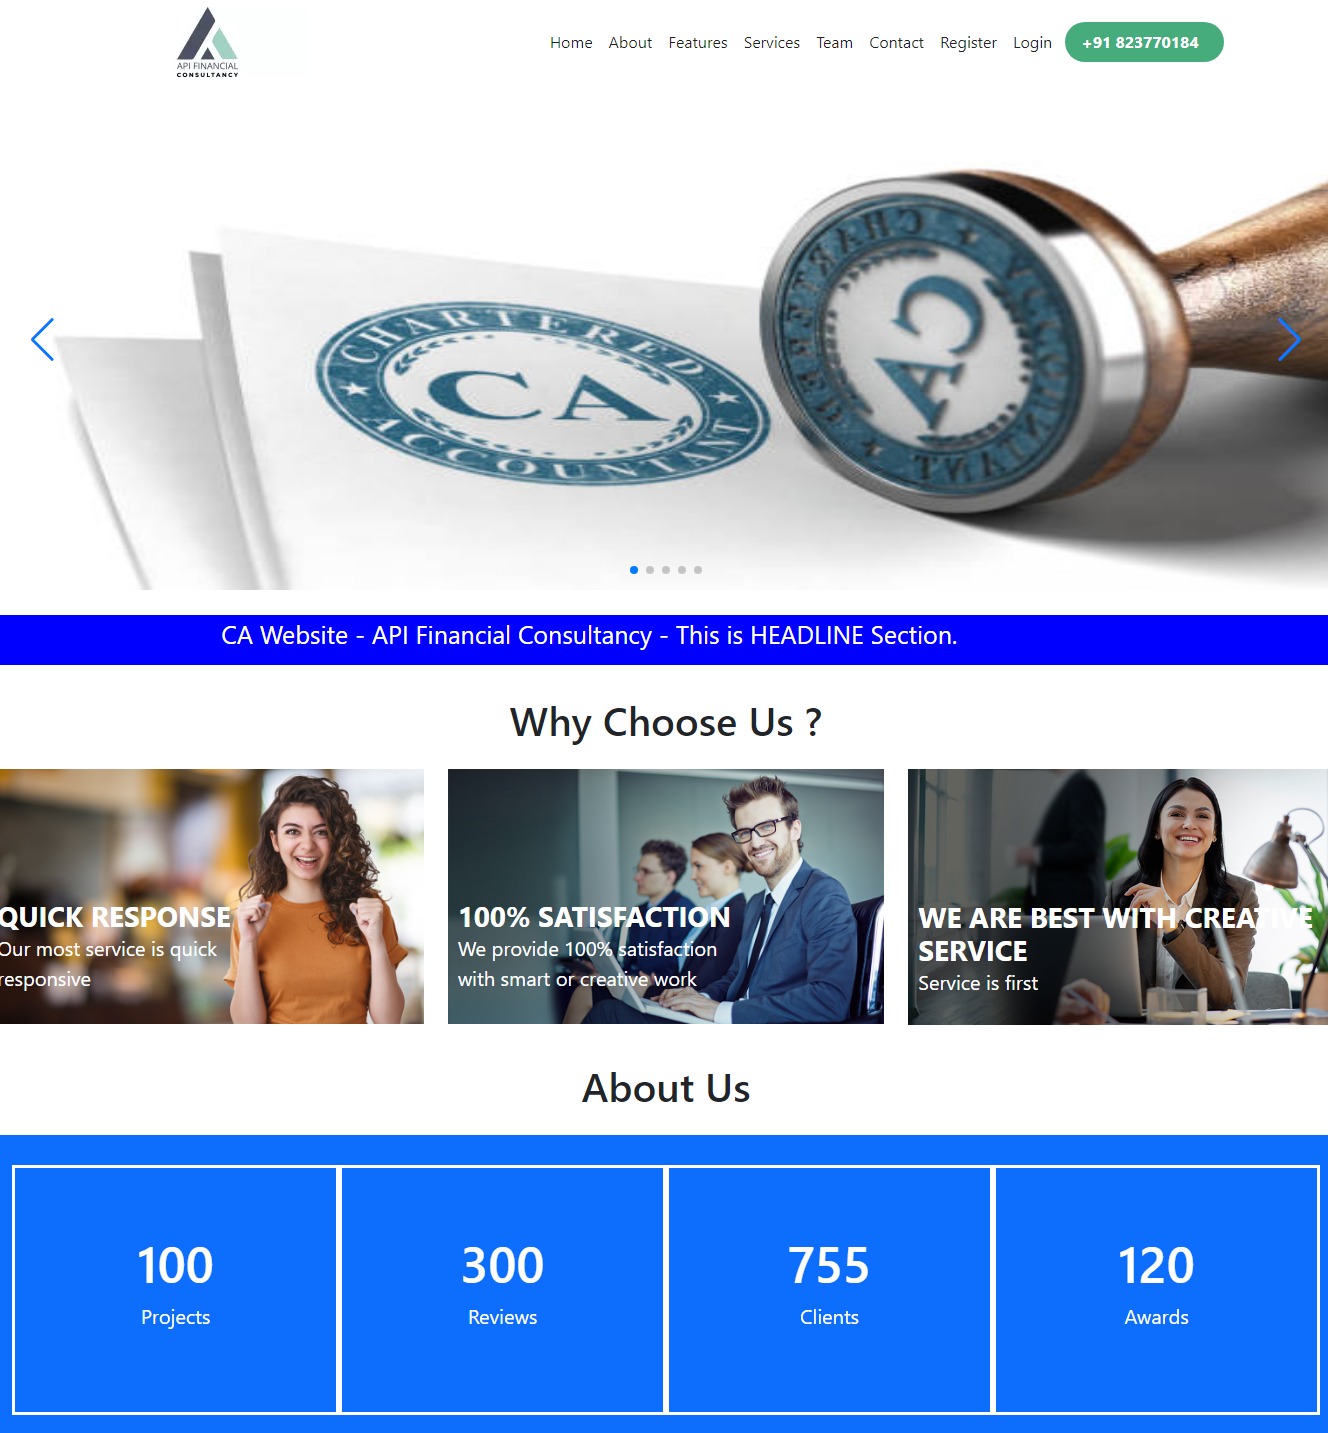 API FINANCIAL
CONSULTANCY
Home About Features Services Team Contact Register Login +91 823770184
CHARTERED
CA
ACCOUNTANT
CHARTERED
CA
ACCOUNTANT
CA Website - API Financial Consultancy - This is HEADLINE Section.
Why Choose Us ?
QUICK RESPONSE
Our most service is quick
responsive
100% SATISFACTION
We provide 100% satisfaction
with smart or creative work
WE ARE BEST WITH CREATIVE
SERVICE
Service is first
About Us
100 300 755 120
Projects Reviews Clients Awards